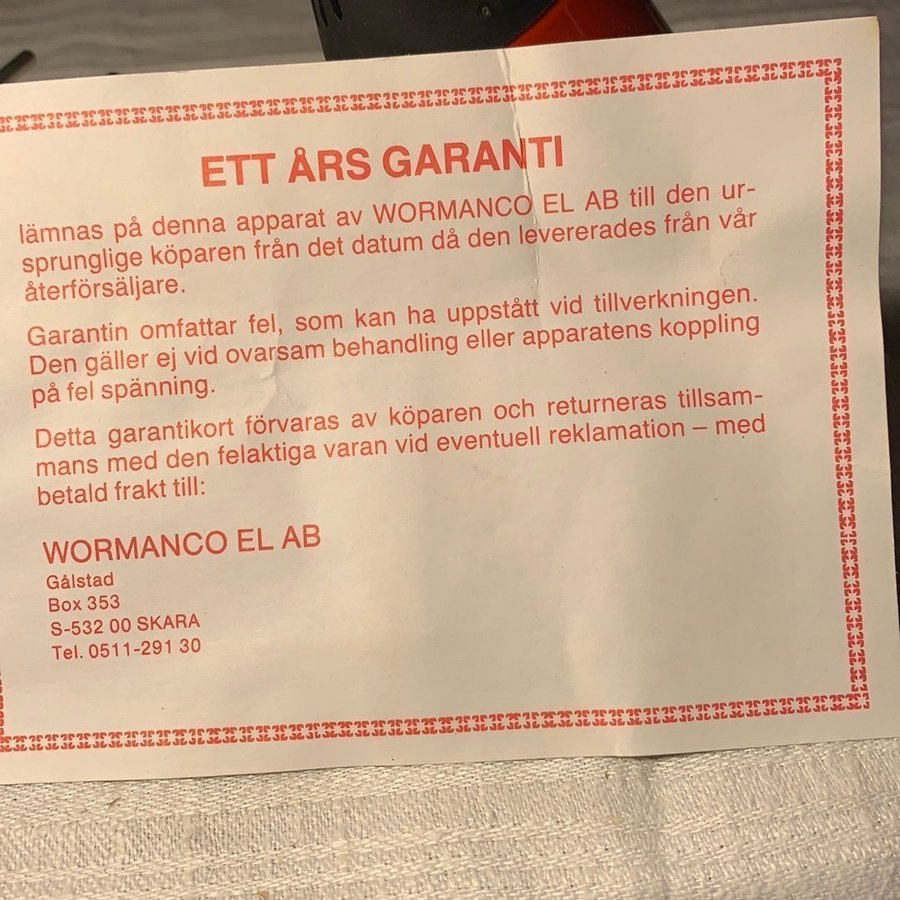 ETT ÅRS GARANTI
lämnas på denna apparat av WORMANCO EL AB till den ur-
sprunglige köparen från det datum då den levererades från vår
återförsäljare.
Garantin omfattar fel, som kan ha uppstått vid tillverkningen.
Den gäller ej vid ovarsam behandling eller apparatens koppling
på fel spänning.
Detta garantikort förvaras av köparen och returneras tillsam-
mans med den felaktiga varan vid eventuell reklamation – med
betald frakt till:
WORMANCO EL AB
Gålstad
Box 353
S-532 00 SKARA
Tel. 0511-291 30